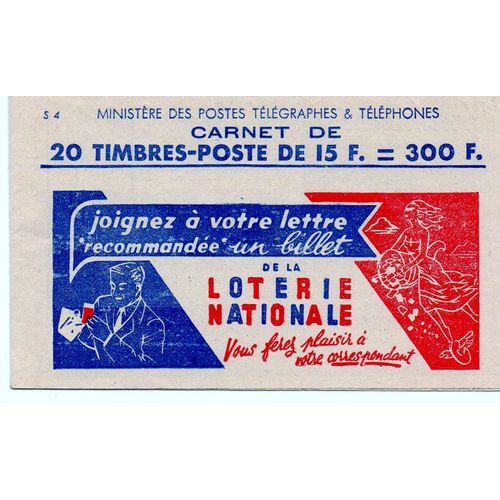 S 4 MINISTÈRE DES POSTES TÉLÉGRAPHES & TÉLÉPHONES
CARNET DE
20 TIMBRES-POSTE DE 15 F. = 300 F.
joignez à votre lettre
"recommandée" un billet
DE LA
LOTERIE
NATIONALE
Vous ferez plaisir à
votre correspondant